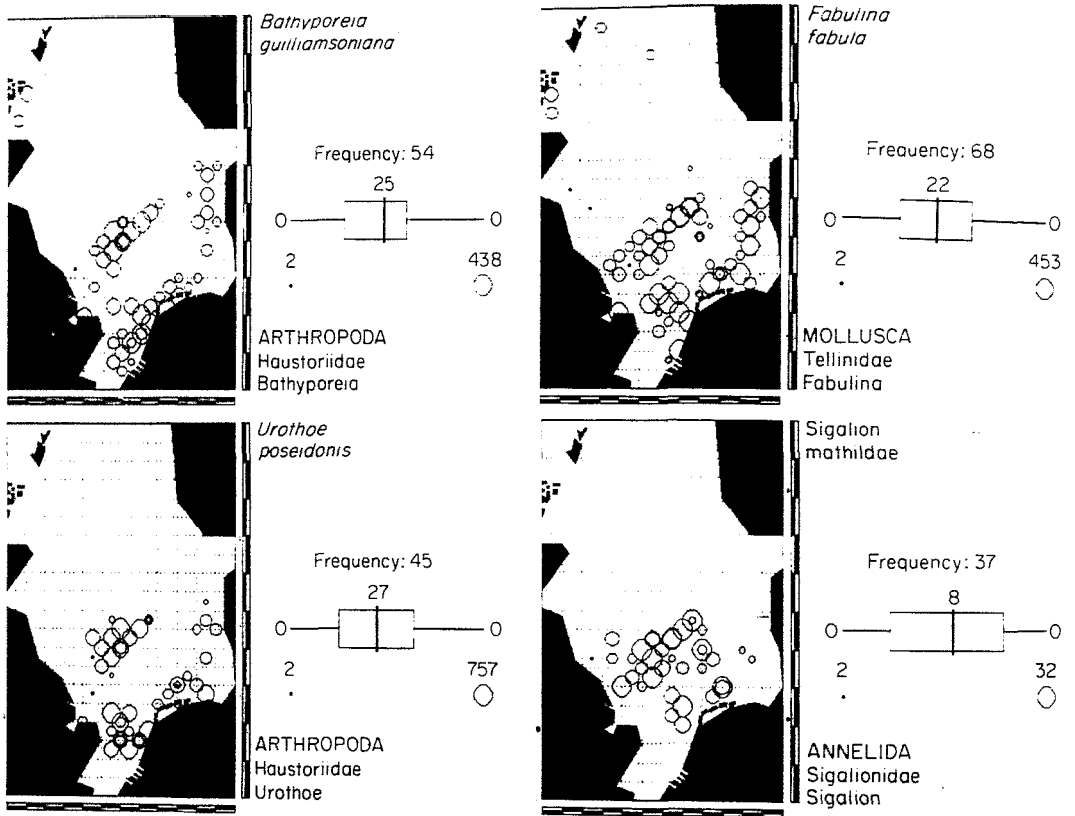 Bathyporeia
guilliamsoniana
Frequency: 54
25
0 0
2 438
ARTHROPODA
Haustoriidae
Bathyporeia
Fabulina
fabula
Frequency: 68
22
0 0
2 453
MOLLUSCA
Tellinidae
Fabulina
Urothoe
poseidonis
Frequency: 45
27
0 0
2 757
ARTHROPODA
Haustoriidae
Urothoe
Sigalion
mathildae
Frequency: 37
8
0 0
2 32
ANNELIDA
Sigalionidae
Sigalion